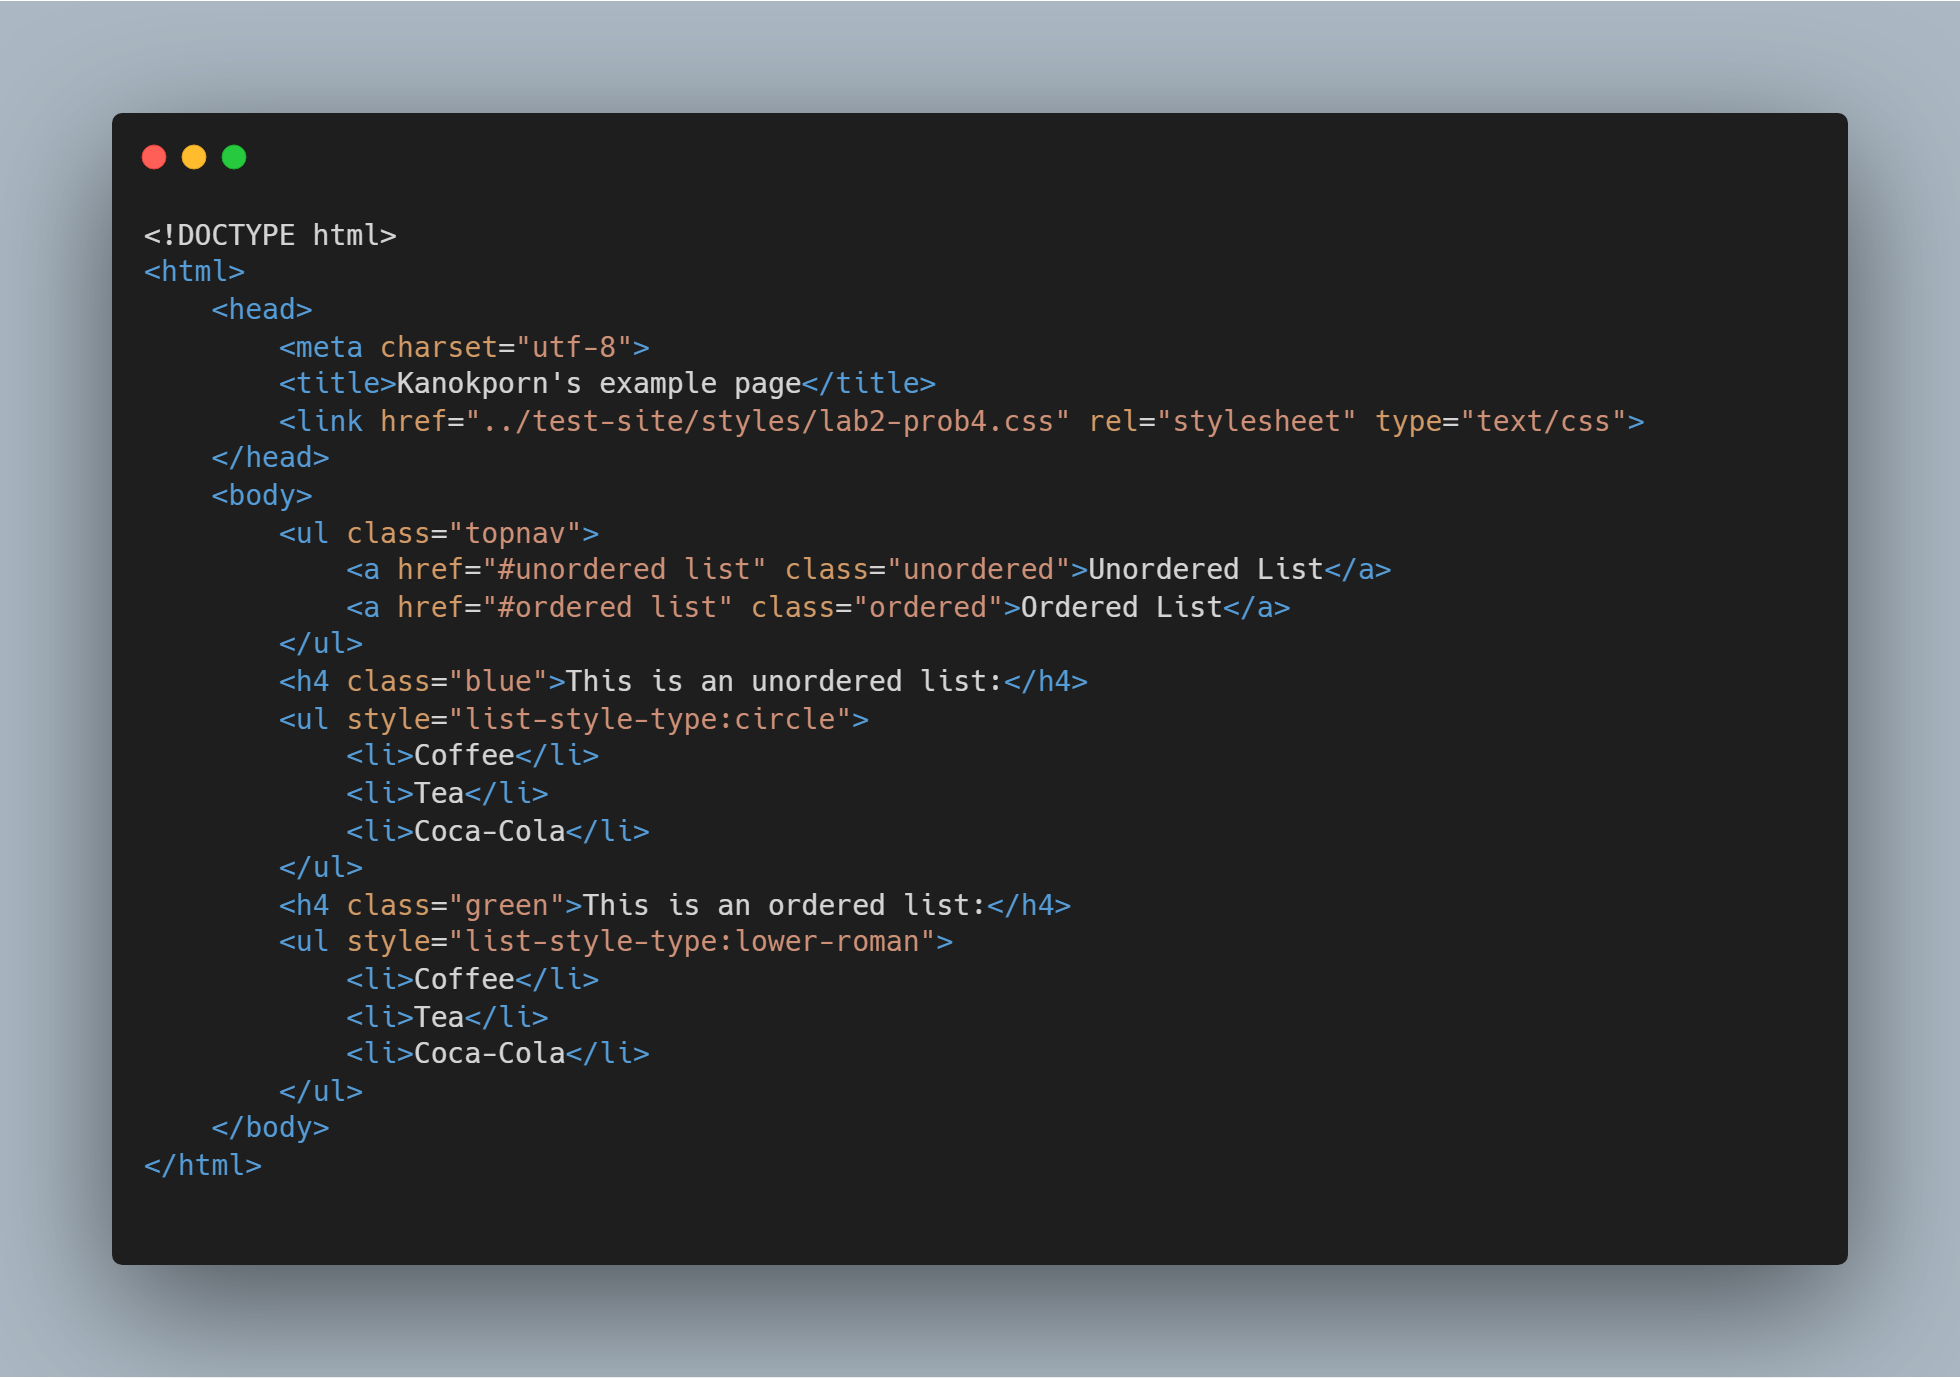 <!DOCTYPE html>
<html>
    <head>
        <meta charset="utf-8">
        <title>Kanokporn's example page</title>
        <link href="../test-site/styles/lab2-prob4.css" rel="stylesheet" type="text/css">
    </head>
    <body>
        <ul class="topnav">
            <a href="#unordered list" class="unordered">Unordered List</a>
            <a href="#ordered list" class="ordered">Ordered List</a>
        </ul>
        <h4 class="blue">This is an unordered list:</h4>
        <ul style="list-style-type:circle">
            <li>Coffee</li>
            <li>Tea</li>
            <li>Coca-Cola</li>
        </ul>
        <h4 class="green">This is an ordered list:</h4>
        <ul style="list-style-type:lower-roman">
            <li>Coffee</li>
            <li>Tea</li>
            <li>Coca-Cola</li>
        </ul>
    </body>
</html>